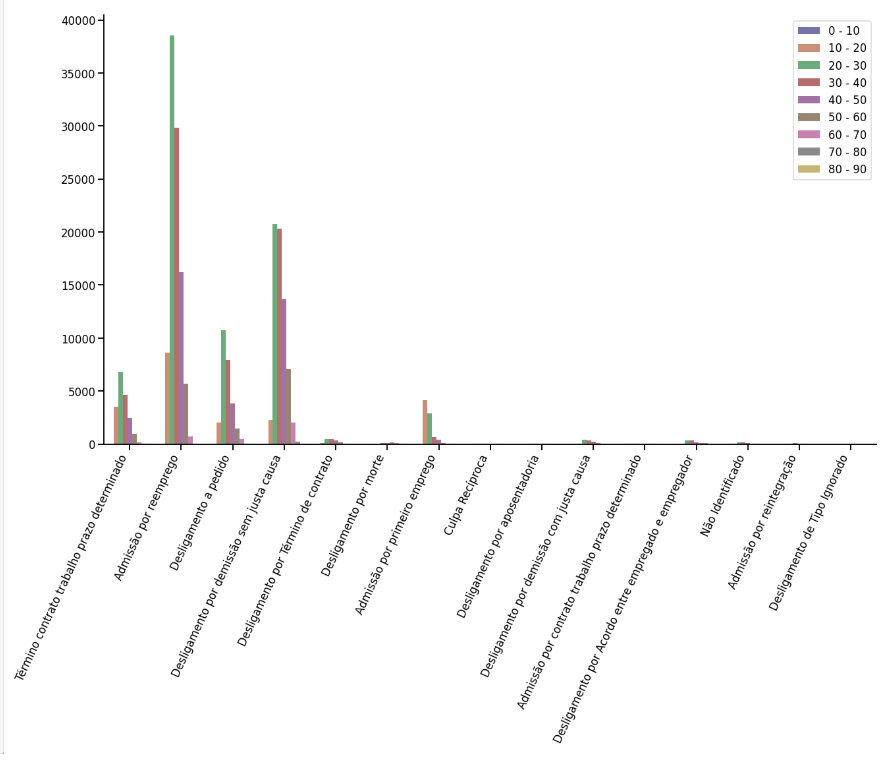 40000
35000
30000
25000
20000
15000
10000
5000
0
0 - 10
10 - 20
20 - 30
30 - 40
40 - 50
50 - 60
60 - 70
70 - 80
80 - 90
Término contrato trabalho prazo determinado
Admissão por reemprego
Desligamento a pedido
Desligamento por demissão sem justa causa
Desligamento por Término de contrato
Desligamento por morte
Admissão por primeiro emprego
Culpa Recíproca
Desligamento por aposentadoria
Desligamento por demissão com justa causa
Admissão por contrato trabalho prazo determinado
Desligamento por Acordo entre empregado e empregador
Não Identificado
Admissão por reintegração
Desligamento de Tipo Ignorado